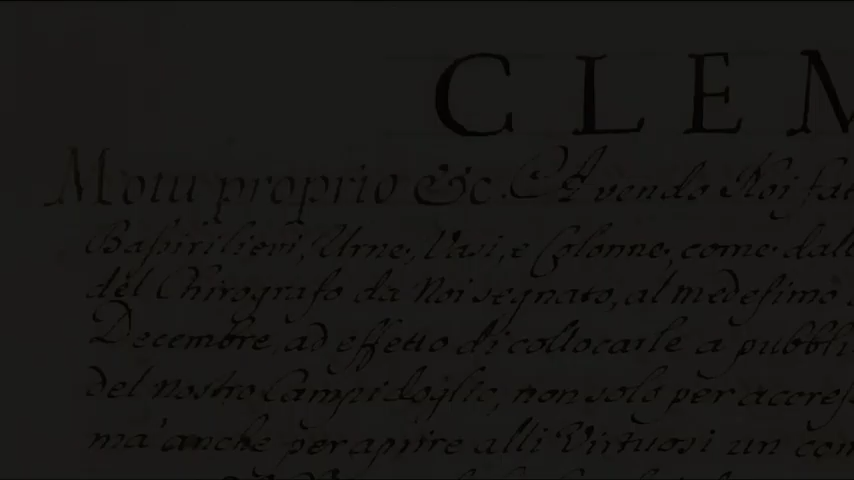 CLEM
Motu proprio &c. Avendo Noi fat
Baßirilievi, Urne, Vasi, e Colonne, come dall
del Chirografo da Noi segnato, al medesimo
Decembre, ad effetto di collocarle a pubbli
del nostro Campidoglio, non solo per accres
ma' anche per aprire alli Virtuosi un com